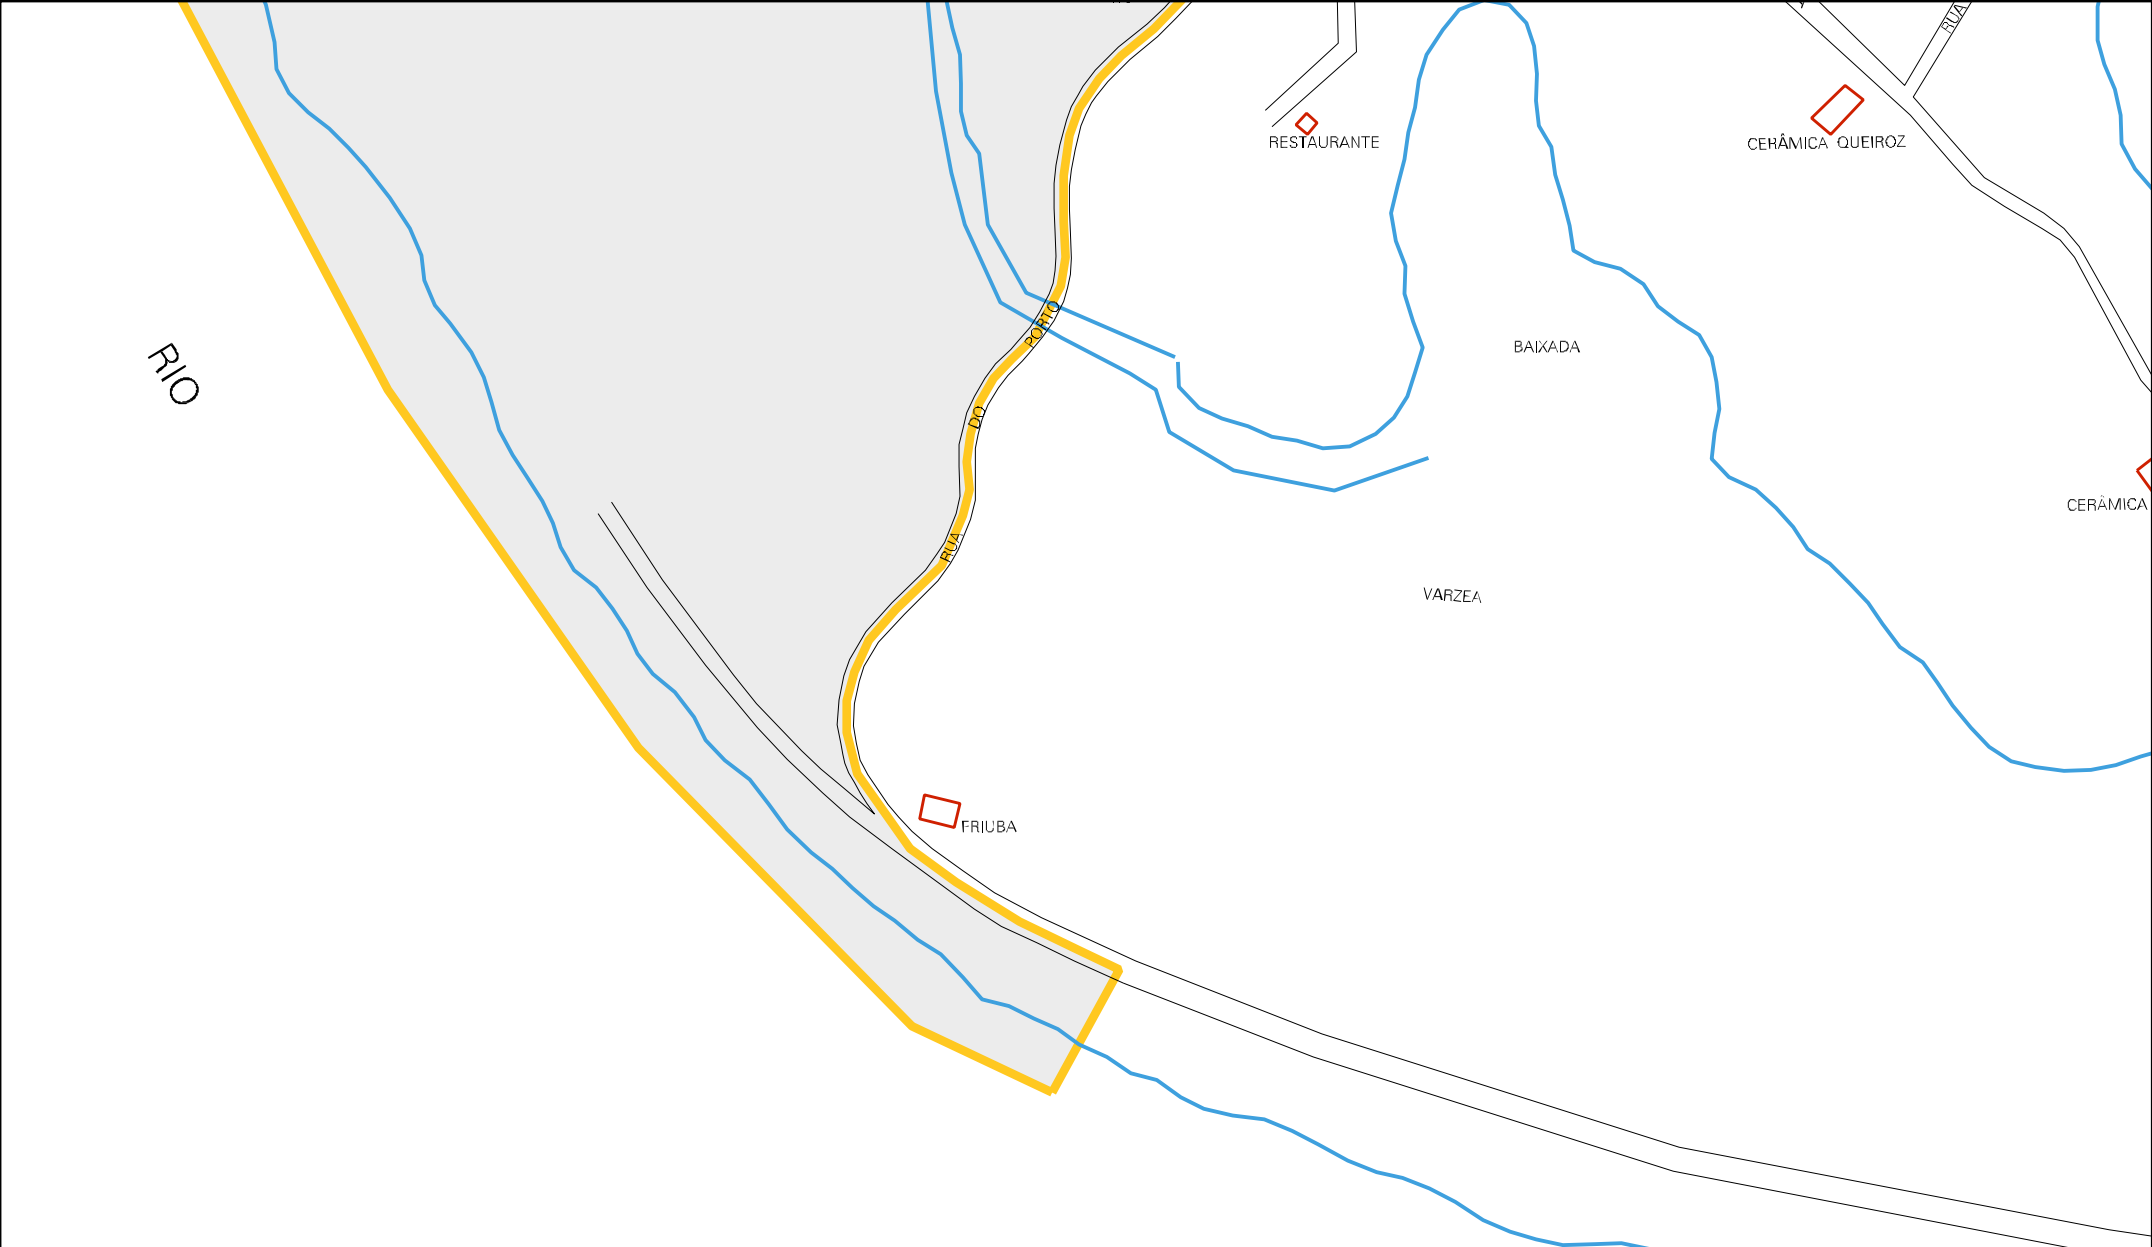 RUA
RESTAURANTE
CERÂMICA QUEIROZ
RIO
RUA DO PORTO
BAIXADA
CERÂMICA
VARZEA
FRIUBA